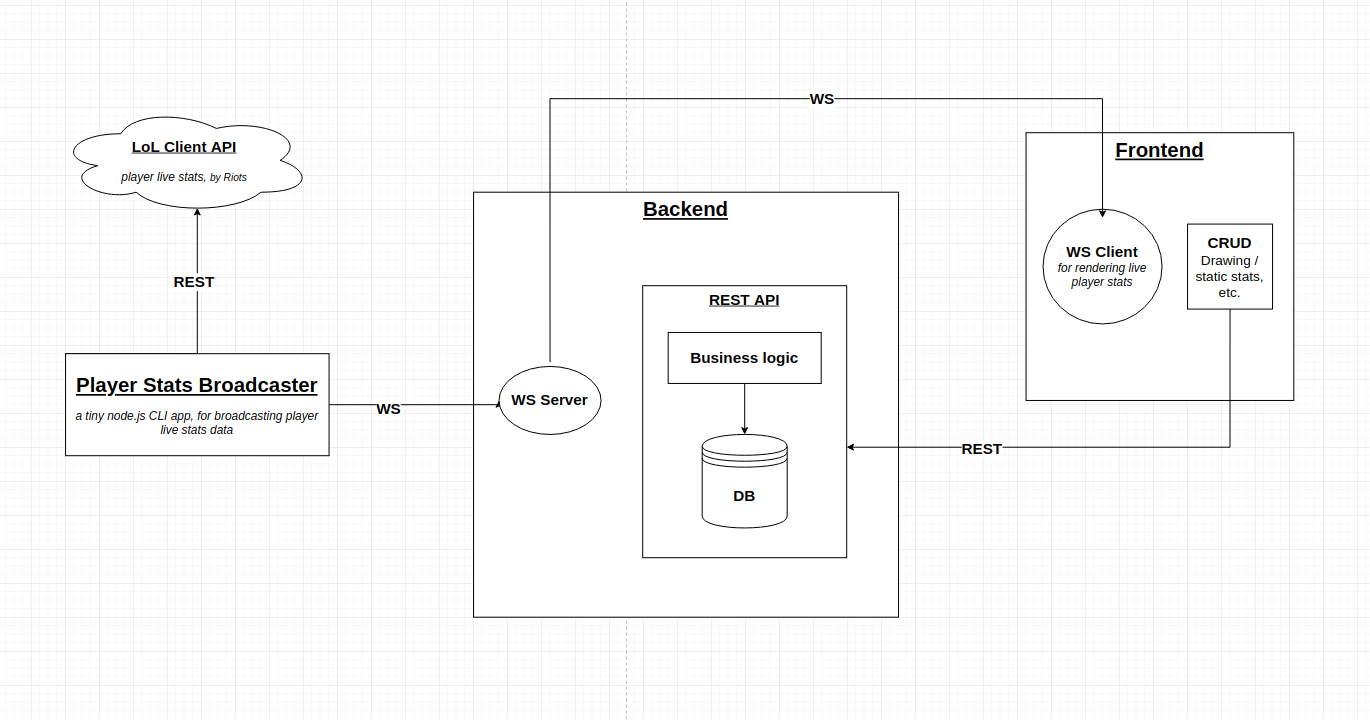 WS
LoL Client API
player live stats, by Riots
REST
Player Stats Broadcaster
a tiny node.js CLI app, for broadcasting player
live stats data
WS
Backend
WS Server
REST API
Business logic
DB
Frontend
WS Client
for rendering live
player stats
CRUD
Drawing /
static stats,
etc.
REST